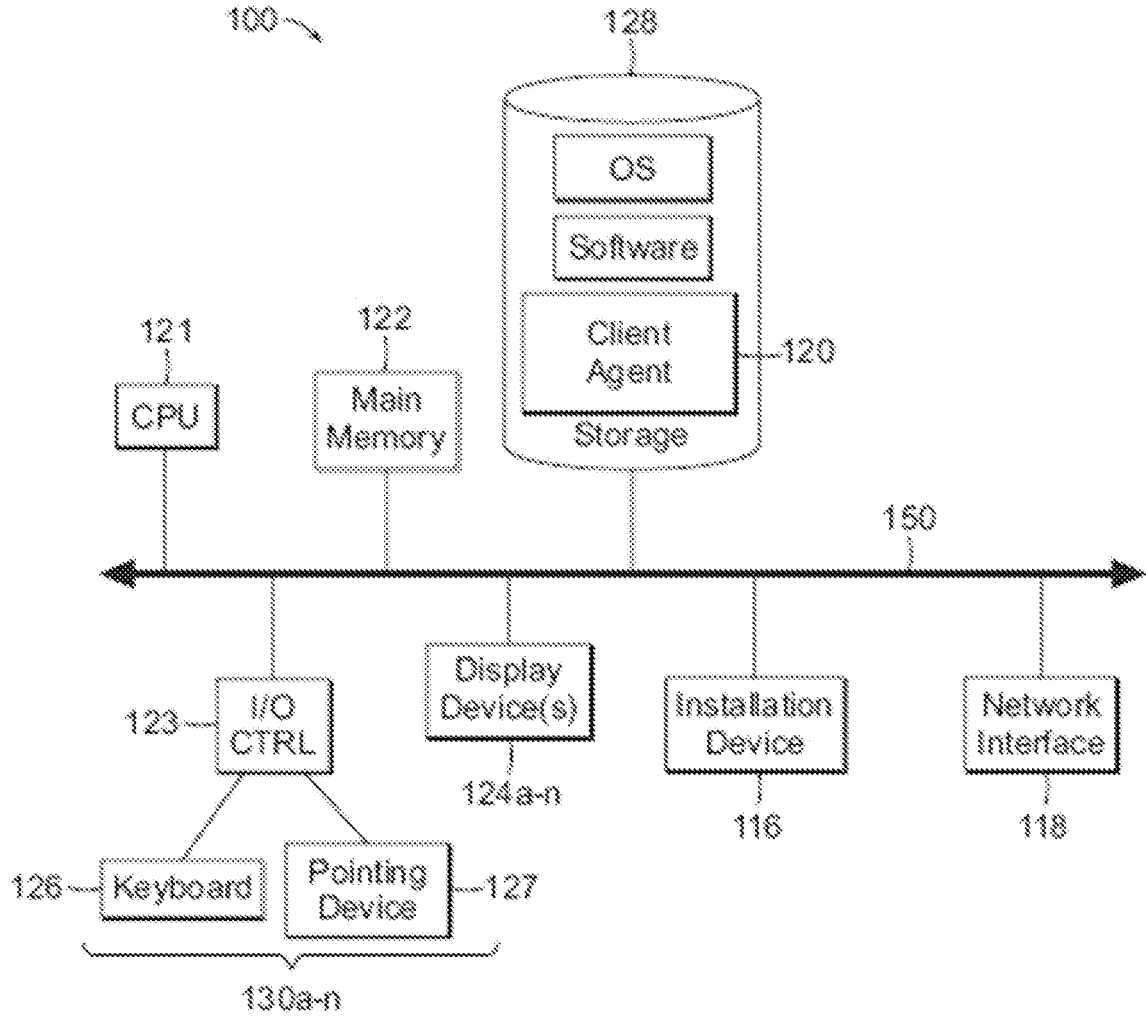 100
128
OS
Software
Client
Agent
120
Storage
121
CPU
122
Main
Memory
150
I/O
CTRL
123
Display
Device(s)
124a-n
Installation
Device
116
Network
Interface
118
126
Keyboard
Pointing
Device
127
130a-n